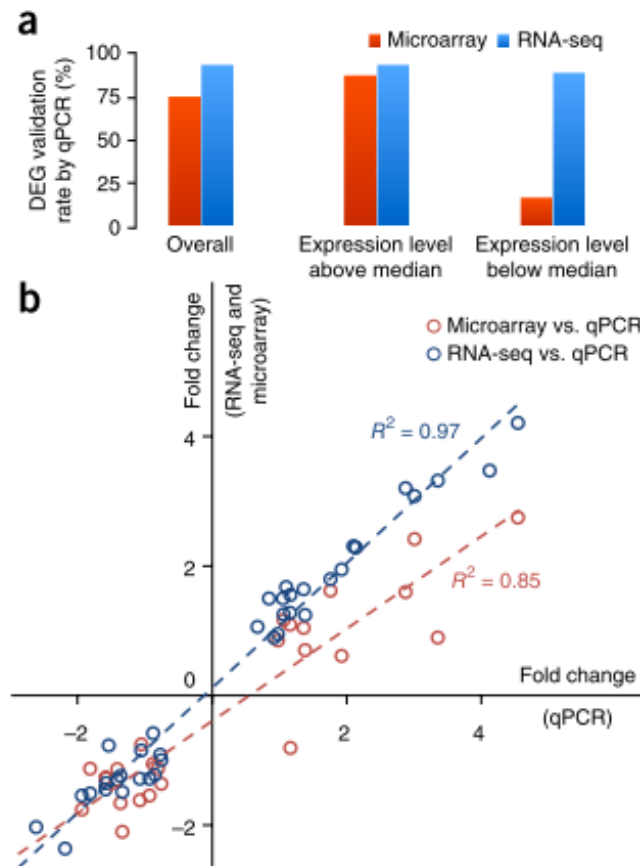 a
Microarray RNA-seq
DEG validation
rate by qPCR (%)
100
75
50
25
0
Overall
Expression level
above median
Expression level
below median
b
Fold change
(RNA-seq and
microarray)
Microarray vs. qPCR
RNA-seq vs. qPCR
4
R² = 0.97
2
R² = 0.85
0
Fold change
(qPCR)
−2
2
4
−2